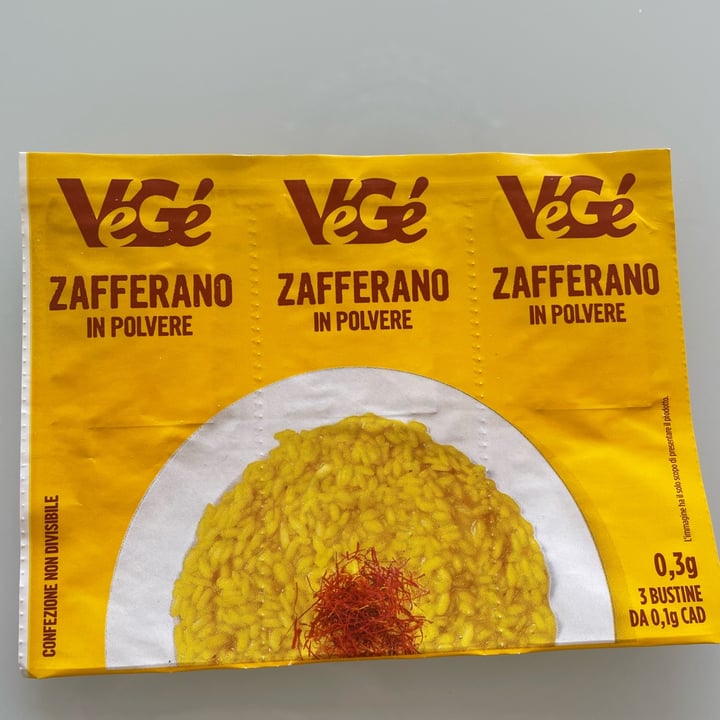 VéGé
ZAFFERANO
IN POLVERE
VéGé
ZAFFERANO
IN POLVERE
VéGé
ZAFFERANO
IN POLVERE
CONFEZIONE NON DIVISIBILE
L'immagine ha il solo scopo di presentare il prodotto.
0,3g
3 BUSTINE
DA 0,1g CAD